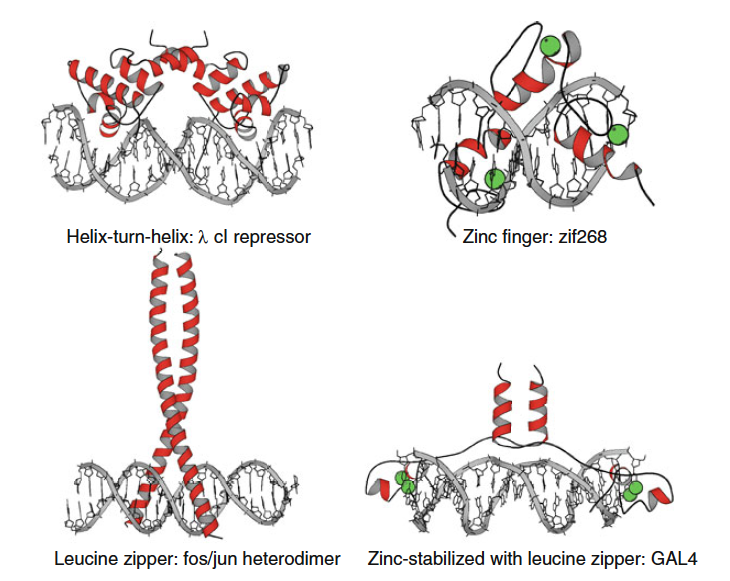 Helix-turn-helix: λ cI repressor
Zinc finger: zif268
Leucine zipper: fos/jun heterodimer
Zinc-stabilized with leucine zipper: GAL4